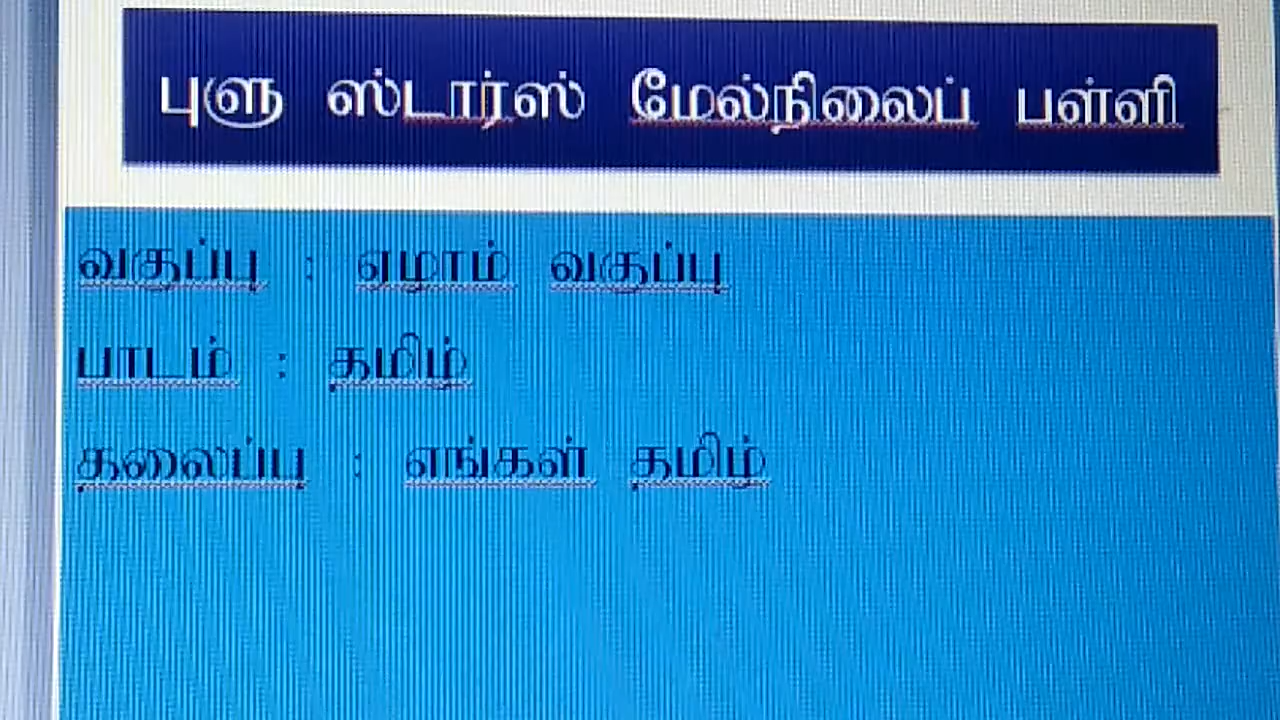 புளு ஸ்டார்ஸ் மேல்நிலைப் பள்ளி
வகுப்பு : ஏழாம் வகுப்பு
பாடம் : தமிழ்
தலைப்பு : எங்கள் தமிழ்